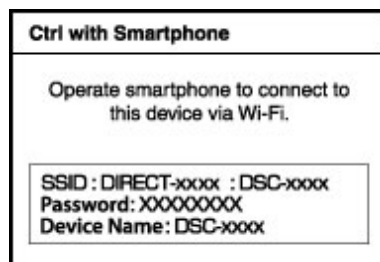 Ctrl with Smartphone
Operate smartphone to connect to
this device via Wi-Fi.
SSID : DIRECT-xxxx : DSC-xxxx
Password: XXXXXXXX
Device Name: DSC-xxxx